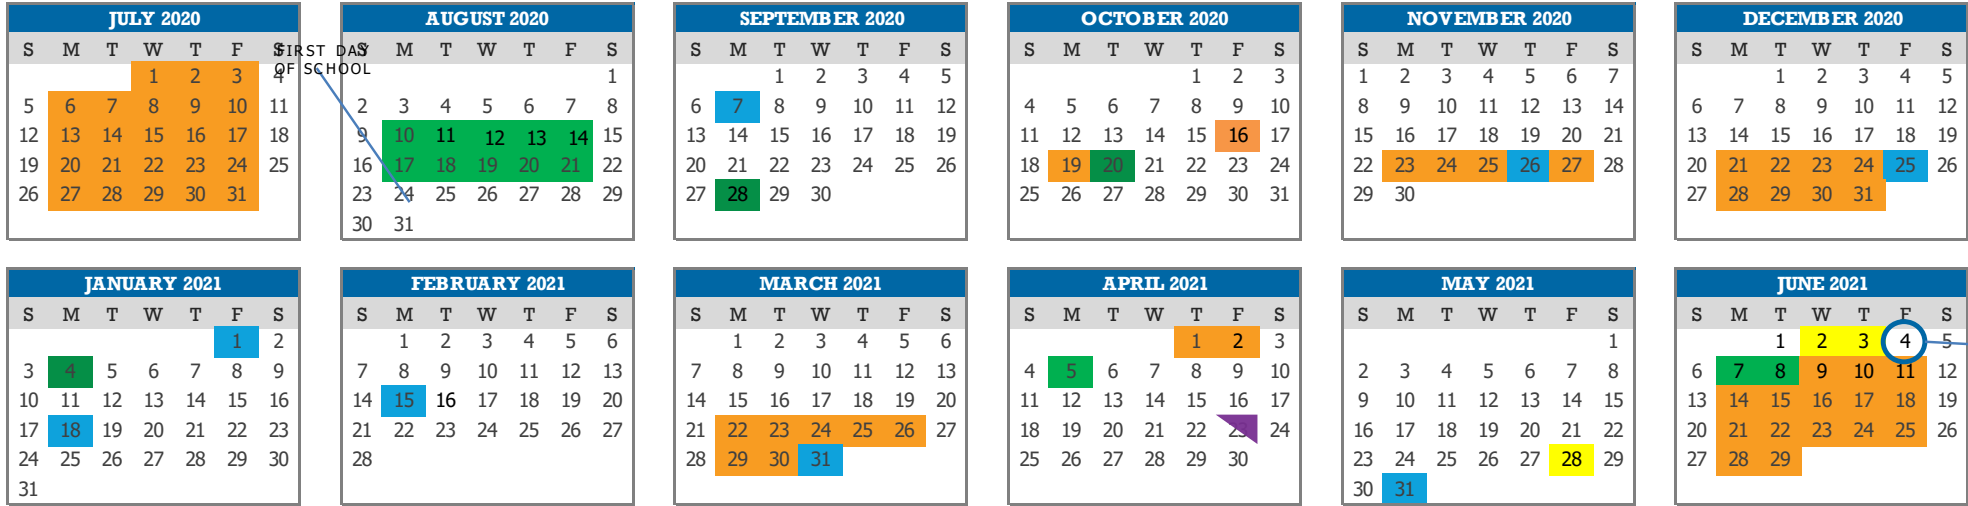 JULY 2020
S M T W T F S
1 2 3 4
5 6 7 8 9 10 11
12 13 14 15 16 17 18
19 20 21 22 23 24 25
26 27 28 29 30 31
FIRST DAY
OF SCHOOL
AUGUST 2020
S M T W T F S
1
2 3 4 5 6 7 8
9 10 11 12 13 14 15
16 17 18 19 20 21 22
23 24 25 26 27 28 29
30 31
SEPTEMBER 2020
S M T W T F S
1 2 3 4 5
6 7 8 9 10 11 12
13 14 15 16 17 18 19
20 21 22 23 24 25 26
27 28 29 30
OCTOBER 2020
S M T W T F S
1 2 3
4 5 6 7 8 9 10
11 12 13 14 15 16 17
18 19 20 21 22 23 24
25 26 27 28 29 30 31
NOVEMBER 2020
S M T W T F S
1 2 3 4 5 6 7
8 9 10 11 12 13 14
15 16 17 18 19 20 21
22 23 24 25 26 27 28
29 30
DECEMBER 2020
S M T W T F S
1 2 3 4 5
6 7 8 9 10 11 12
13 14 15 16 17 18 19
20 21 22 23 24 25 26
27 28 29 30 31
JANUARY 2021
S M T W T F S
1 2
3 4 5 6 7 8 9
10 11 12 13 14 15 16
17 18 19 20 21 22 23
24 25 26 27 28 29 30
31
FEBRUARY 2021
S M T W T F S
1 2 3 4 5 6
7 8 9 10 11 12 13
14 15 16 17 18 19 20
21 22 23 24 25 26 27
28
MARCH 2021
S M T W T F S
1 2 3 4 5 6
7 8 9 10 11 12 13
14 15 16 17 18 19 20
21 22 23 24 25 26 27
28 29 30 31
APRIL 2021
S M T W T F S
1 2 3
4 5 6 7 8 9 10
11 12 13 14 15 16 17
18 19 20 21 22 23 24
25 26 27 28 29 30
MAY 2021
S M T W T F S
1
2 3 4 5 6 7 8
9 10 11 12 13 14 15
16 17 18 19 20 21 22
23 24 25 26 27 28 29
30 31
JUNE 2021
S M T W T F S
1 2 3 4 5
6 7 8 9 10 11 12
13 14 15 16 17 18 19
20 21 22 23 24 25 26
27 28 29